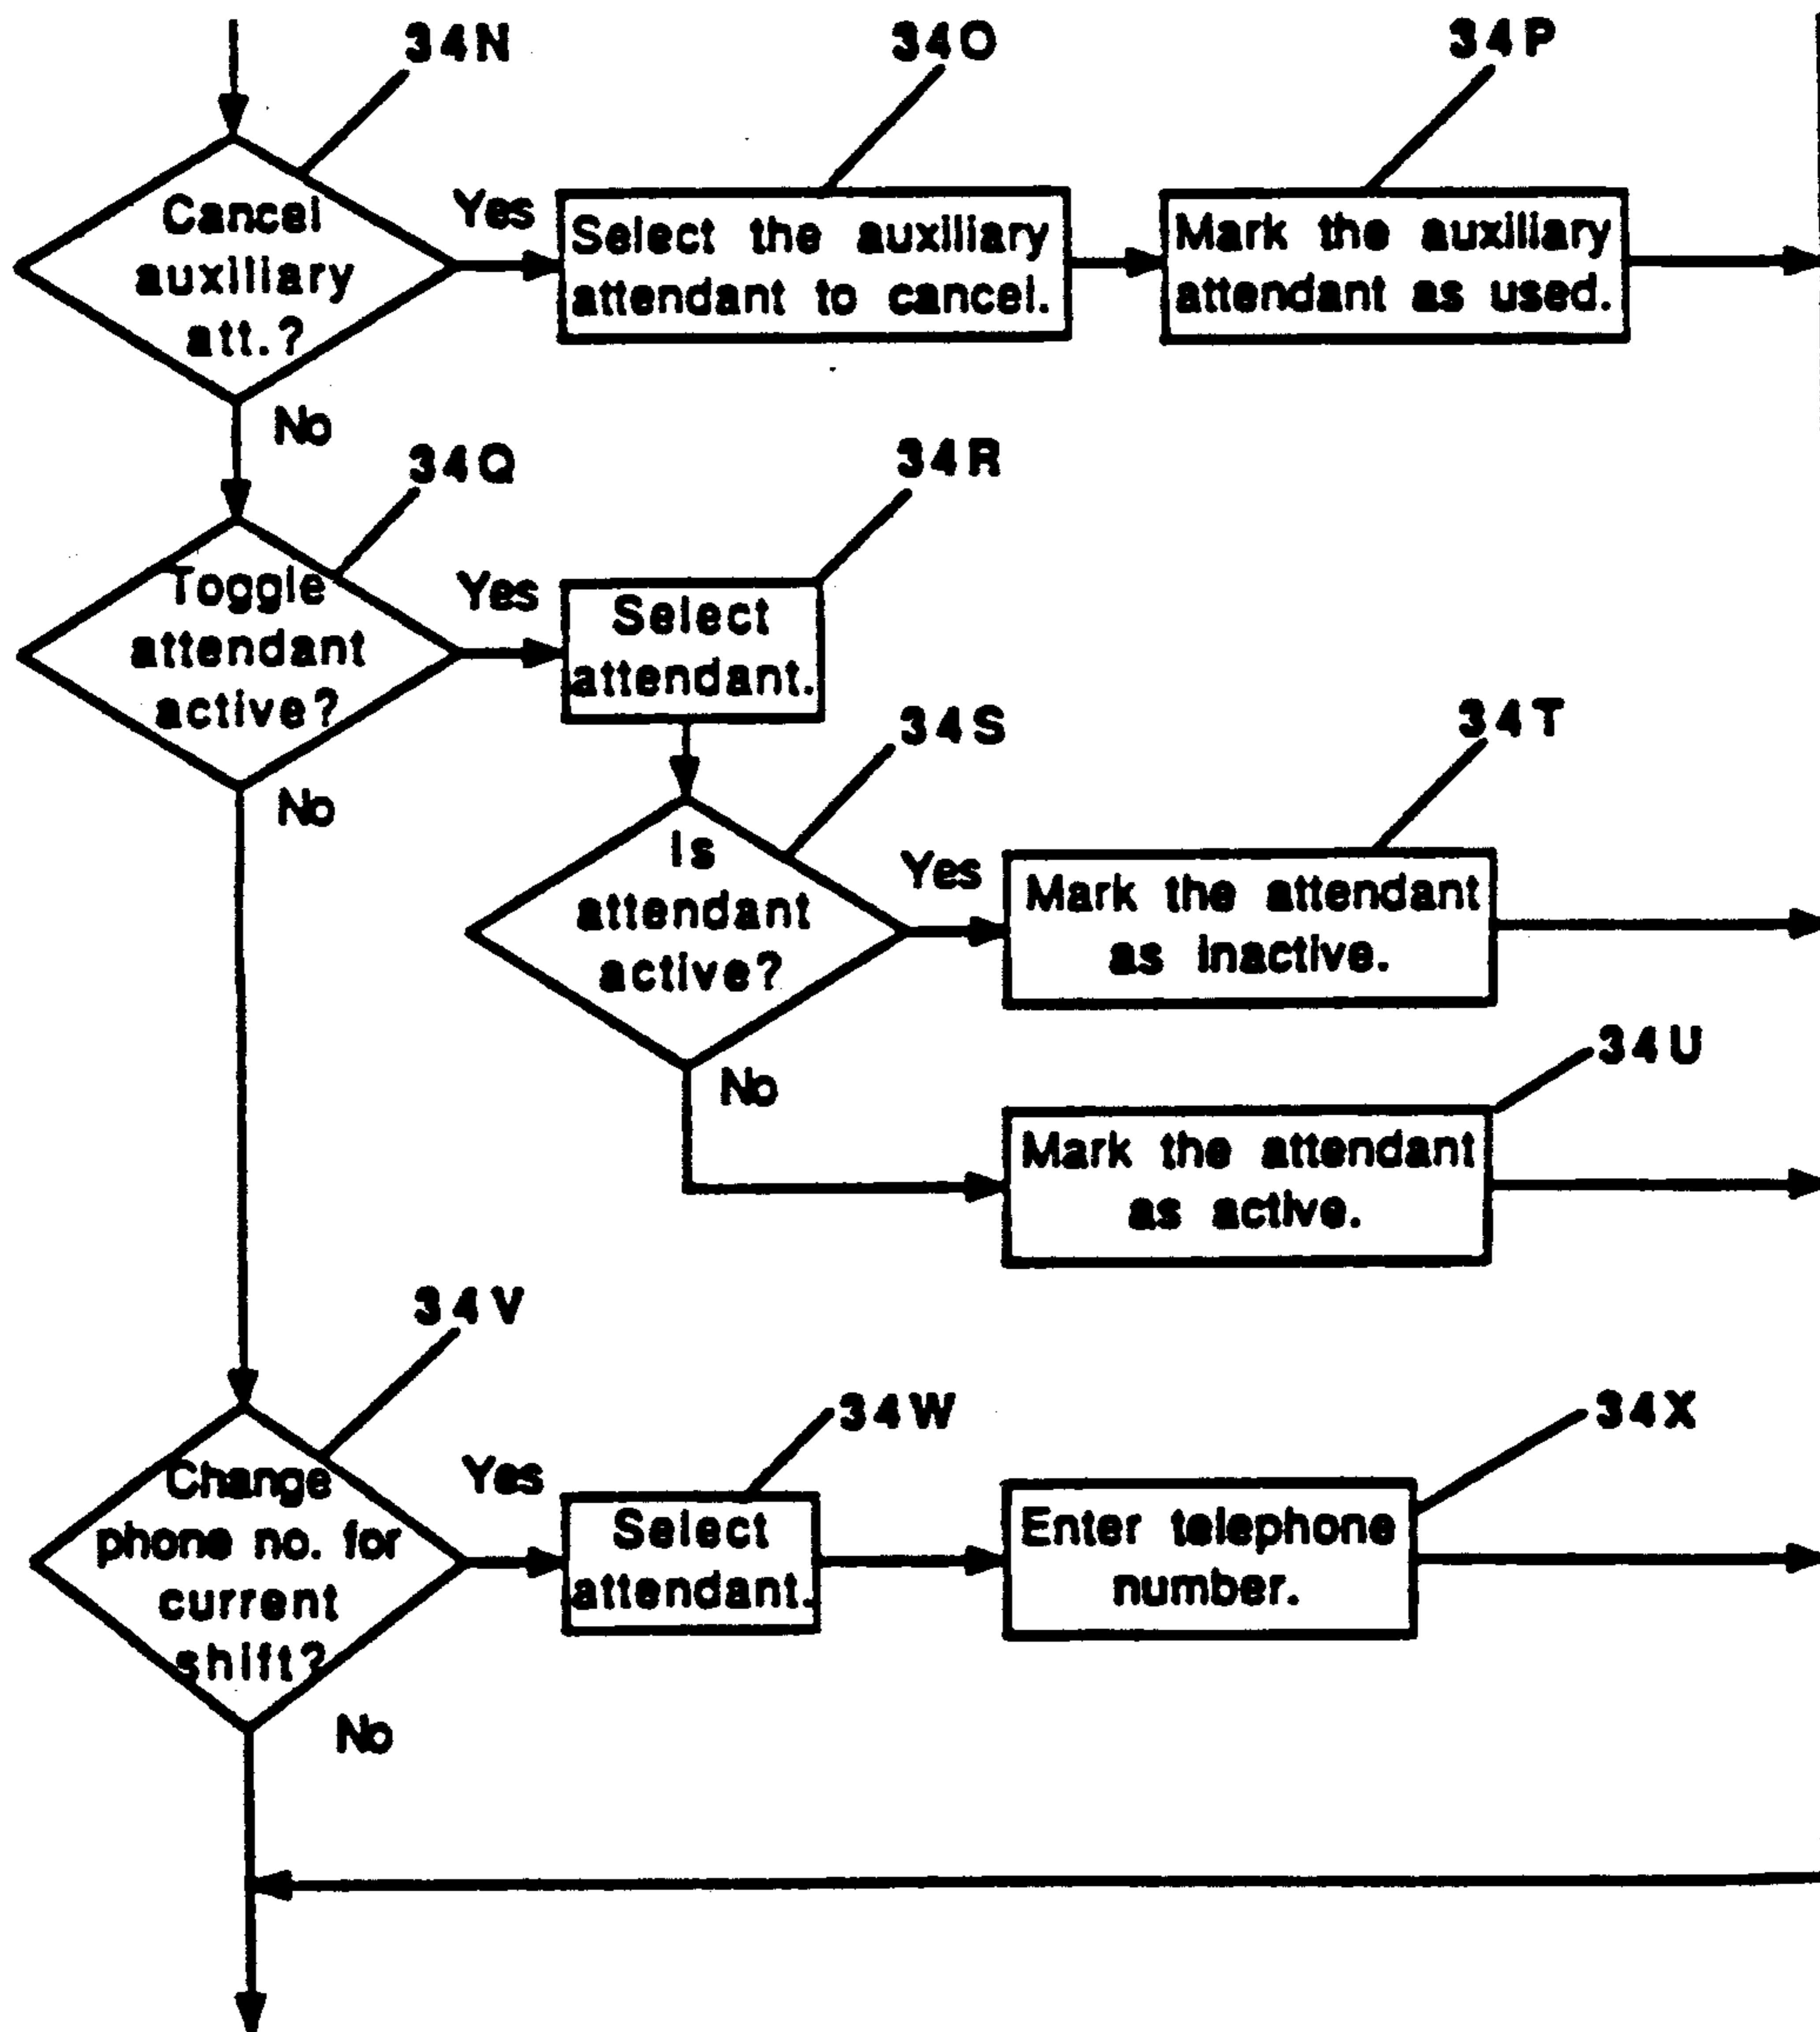 34N
34O
34P
Cancel
auxiliary
att.?
Yes
Select the auxiliary
attendant to cancel.
Mark the auxiliary
attendant as used.
No
34Q
34R
Toggle
attendant
active?
Yes
Select
attendant.
No
34S
34T
Is
attendant
active?
Yes
Mark the attendant
as inactive.
No
34U
Mark the attendant
as active.
34V
34W
34X
Change
phone no. for
current
shift?
Yes
Select
attendant.
Enter telephone
number.
No